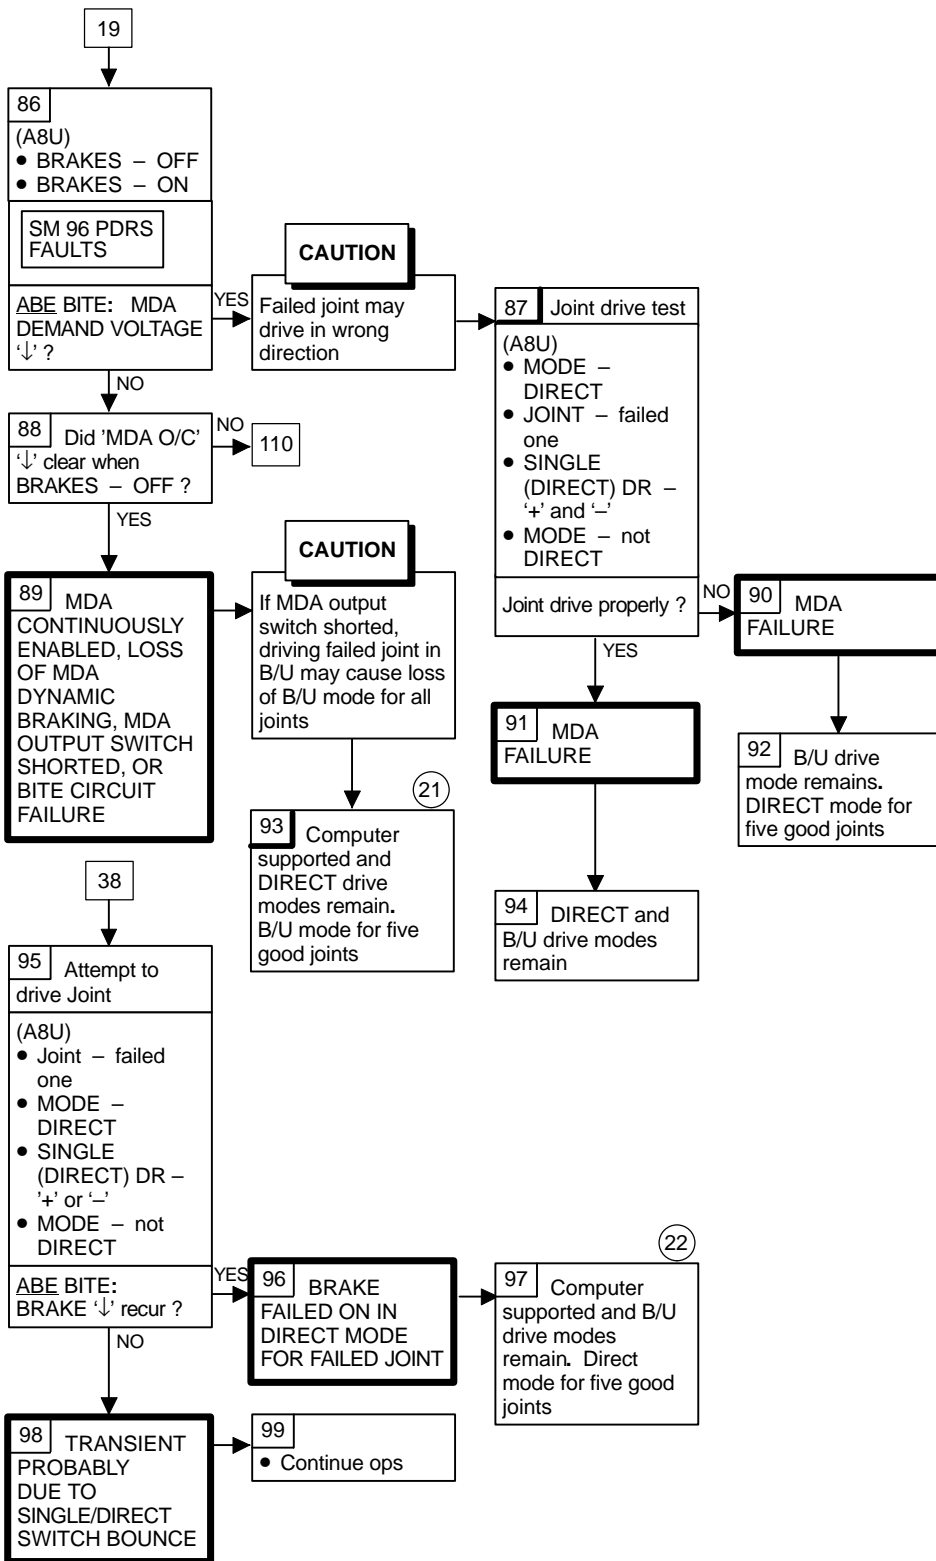 19
86
(A8U)
• BRAKES – OFF
• BRAKES – ON
SM 96 PDRS
FAULTS
ABE BITE: MDA
DEMAND VOLTAGE
‘↓’ ?
YES
NO
CAUTION
Failed joint may
drive in wrong
direction
87 Joint drive test
(A8U)
• MODE –
DIRECT
• JOINT – failed
one
• SINGLE
(DIRECT) DR –
‘+’ and ‘–’
• MODE – not
DIRECT
Joint drive properly ?
NO
YES
88 Did 'MDA O/C'
‘↓’ clear when
BRAKES – OFF ?
NO
110
YES
89 MDA
CONTINUOUSLY
ENABLED, LOSS
OF MDA
DYNAMIC
BRAKING, MDA
OUTPUT SWITCH
SHORTED, OR
BITE CIRCUIT
FAILURE
CAUTION
If MDA output
switch shorted,
driving failed joint in
B/U may cause loss
of B/U mode for all
joints
90 MDA
FAILURE
91 MDA
FAILURE
92 B/U drive
mode remains.
DIRECT mode for
five good joints
21
93 Computer
supported and
DIRECT drive
modes remain.
B/U mode for five
good joints
94 DIRECT and
B/U drive modes
remain
38
95 Attempt to
drive Joint
(A8U)
• Joint – failed
one
• MODE –
DIRECT
• SINGLE
(DIRECT) DR –
'+' or ‘–’
• MODE – not
DIRECT
ABE BITE:
BRAKE ‘↓’ recur ?
YES
NO
96 BRAKE
FAILED ON IN
DIRECT MODE
FOR FAILED JOINT
22
97 Computer
supported and B/U
drive modes
remain. Direct
mode for five good
joints
98 TRANSIENT
PROBABLY
DUE TO
SINGLE/DIRECT
SWITCH BOUNCE
99
• Continue ops